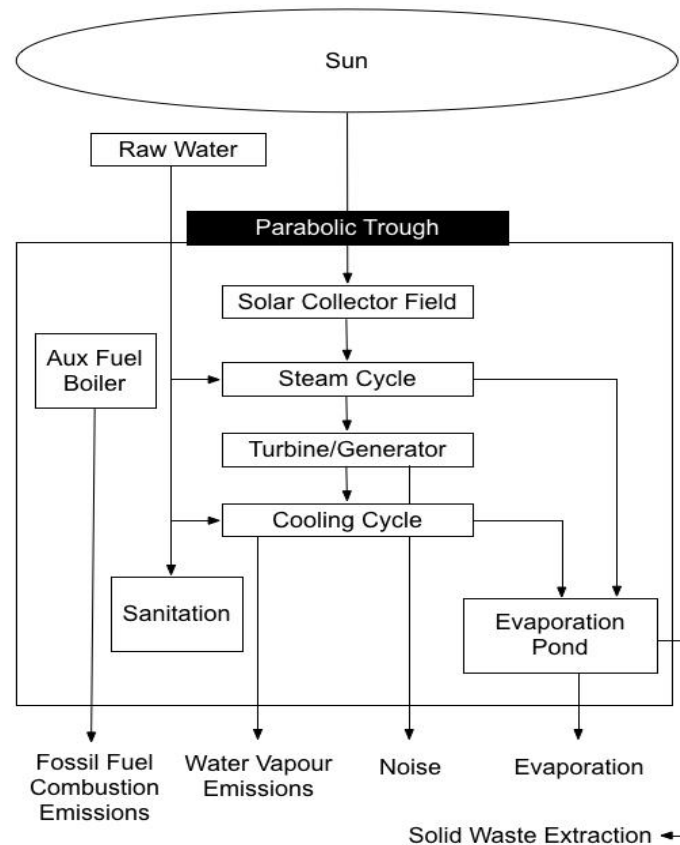 Sun
Raw Water
Parabolic Trough
Solar Collector Field
Aux Fuel
Boiler
Steam Cycle
Turbine/Generator
Cooling Cycle
Sanitation
Evaporation
Pond
Fossil Fuel
Combustion
Emissions
Water Vapour
Emissions
Noise
Evaporation
Solid Waste Extraction